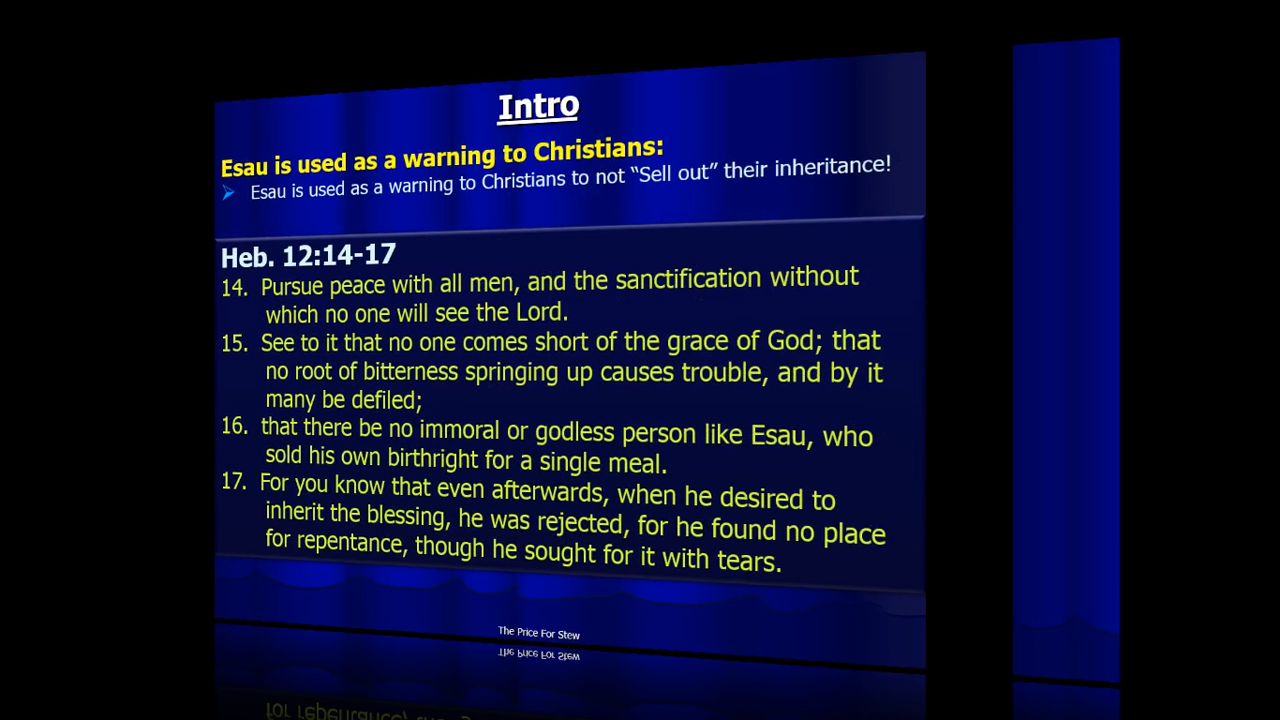 Intro
Esau is used as a warning to Christians:
Esau is used as a warning to Christians to not “Sell out” their inheritance!
Heb. 12:14-17
14. Pursue peace with all men, and the sanctification without
which no one will see the Lord.
15. See to it that no one comes short of the grace of God; that
no root of bitterness springing up causes trouble, and by it
many be defiled;
16. that there be no immoral or godless person like Esau, who
sold his own birthright for a single meal.
17. For you know that even afterwards, when he desired to
inherit the blessing, he was rejected, for he found no place
for repentance, though he sought for it with tears.
The Price For Stew